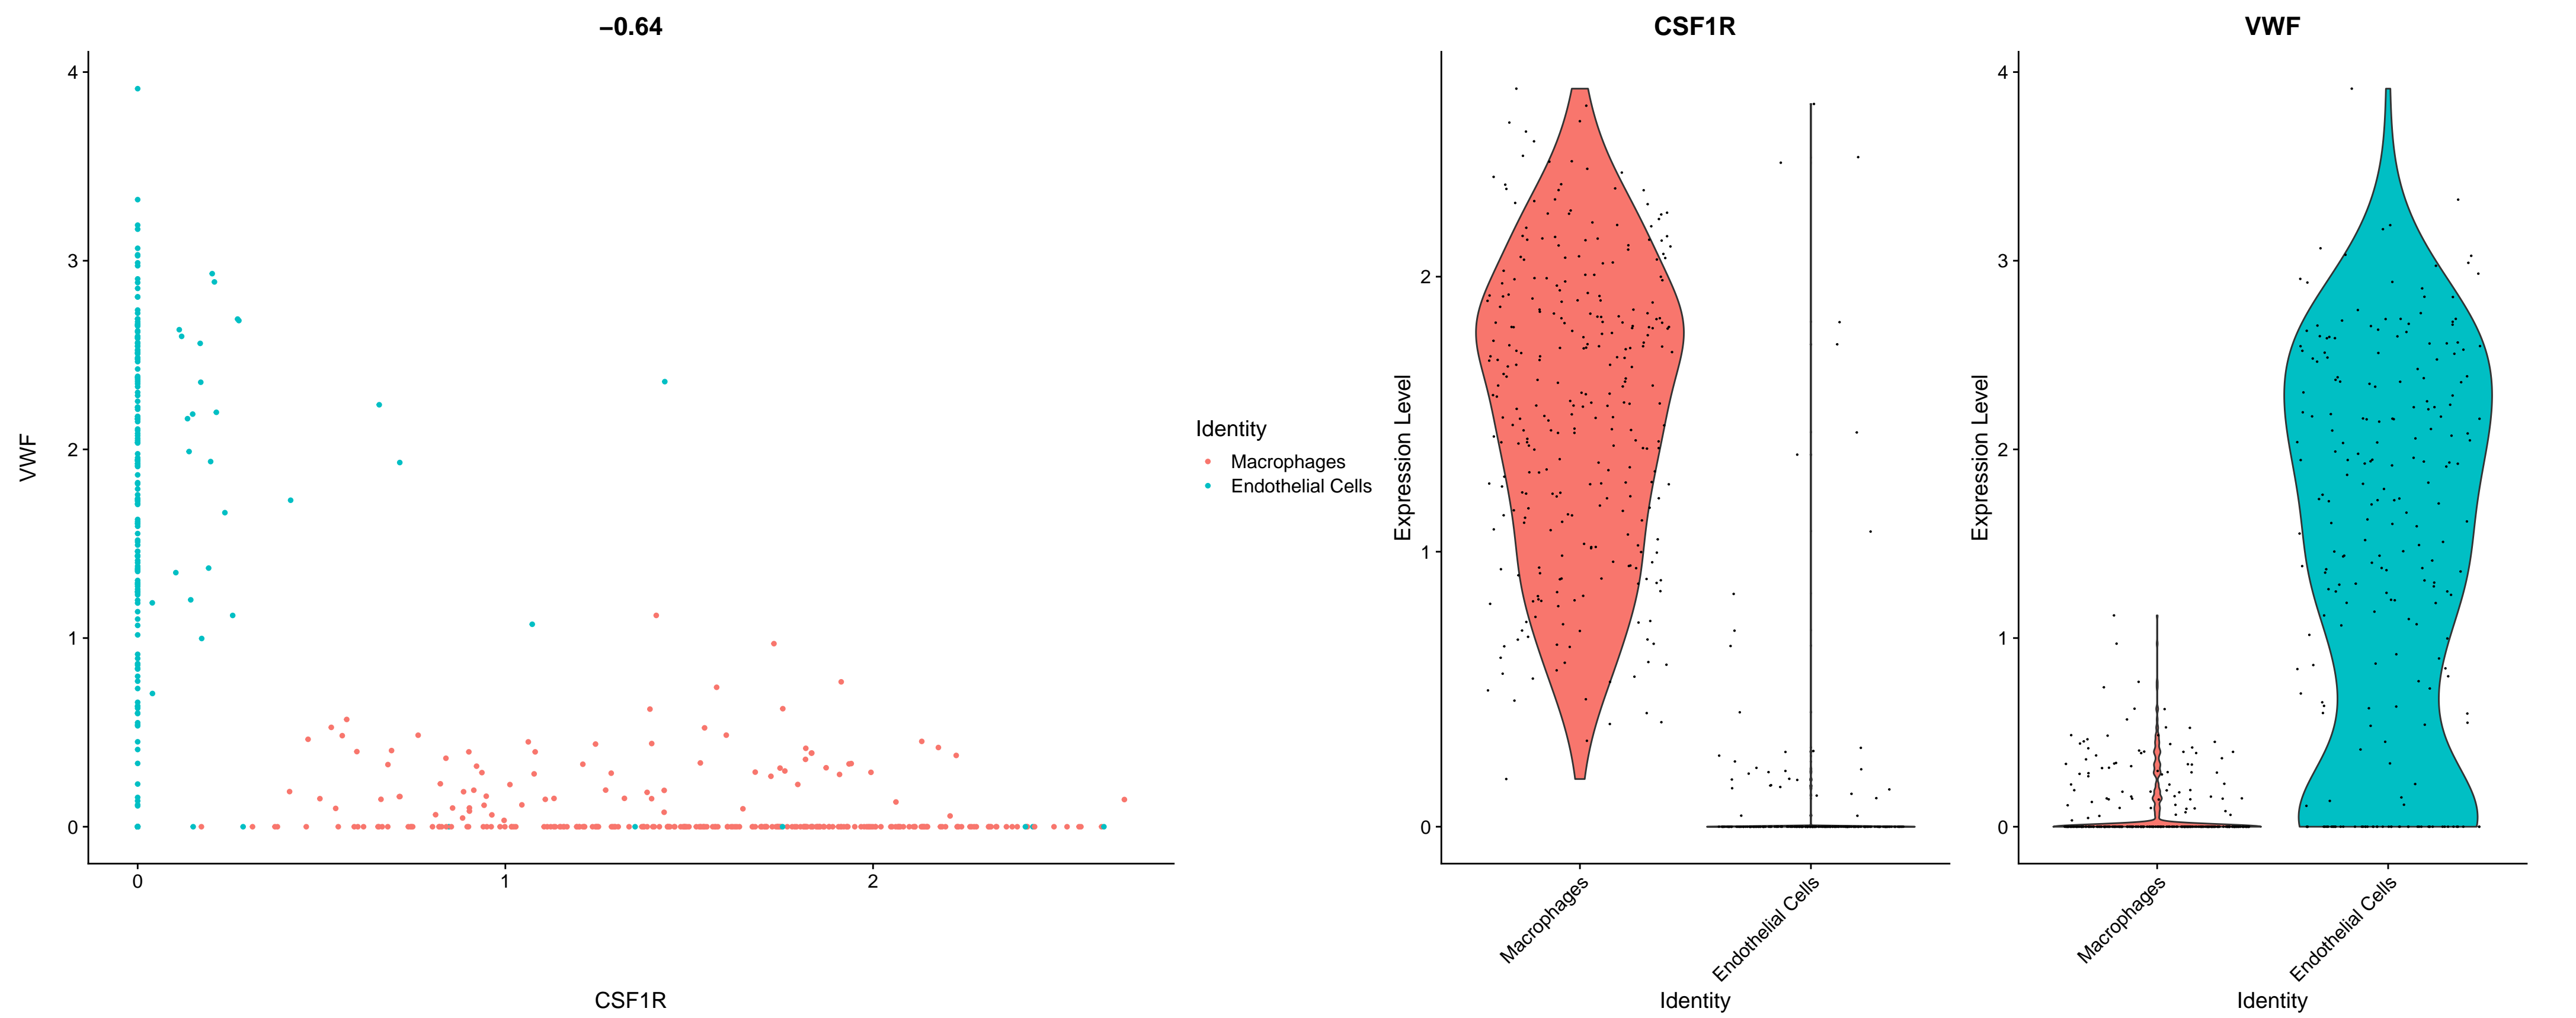 −0.64
4
3
2
1
0
VWF
0
1
2
CSF1R
Identity
Macrophages
Endothelial Cells
CSF1R
2
1
0
Expression Level
Macrophages
Endothelial Cells
Identity
VWF
4
3
2
1
0
Expression Level
Macrophages
Endothelial Cells
Identity